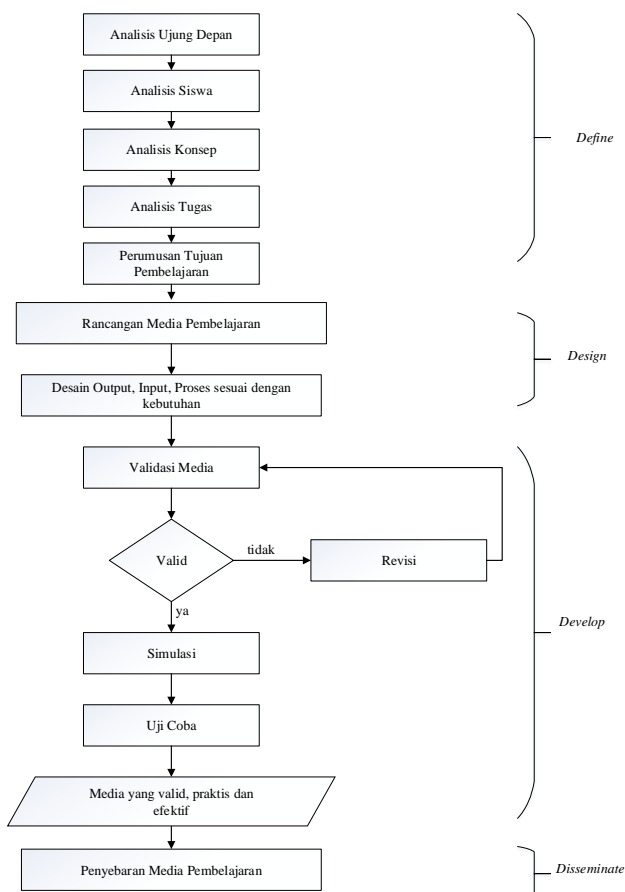 Analisis Ujung Depan
Analisis Siswa
Analisis Konsep
Define
Analisis Tugas
Perumusan Tujuan
Pembelajaran
Rancangan Media Pembelajaran
Design
Desain Output, Input, Proses sesuai dengan
kebutuhan
Validasi Media
Valid
tidak
Revisi
ya
Develop
Simulasi
Uji Coba
Media yang valid, praktis dan
efektif
Penyebaran Media Pembelajaran
Disseminate